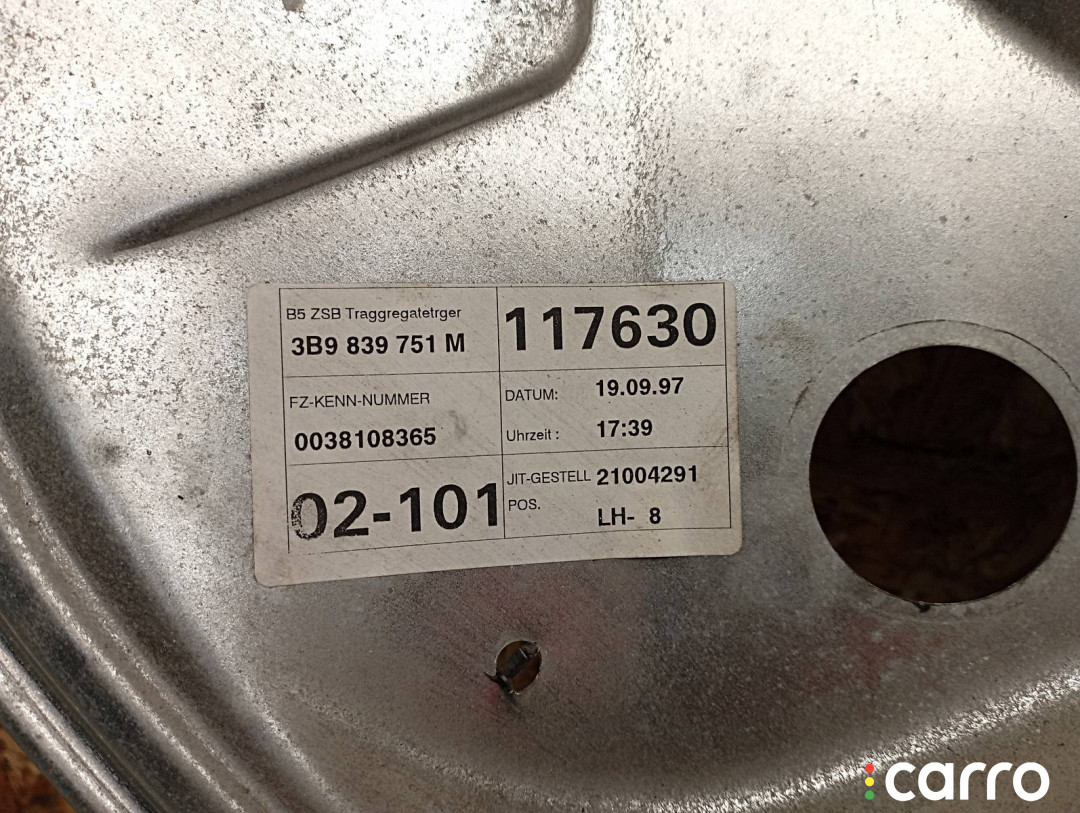 B5 ZSB Traggregatetrger
3B9 839 751 M
117630
FZ-KENN-NUMMER
0038108365
DATUM: 19.09.97
Uhrzeit : 17:39
02-101
JIT-GESTELL 21004291
POS. LH- 8
carro